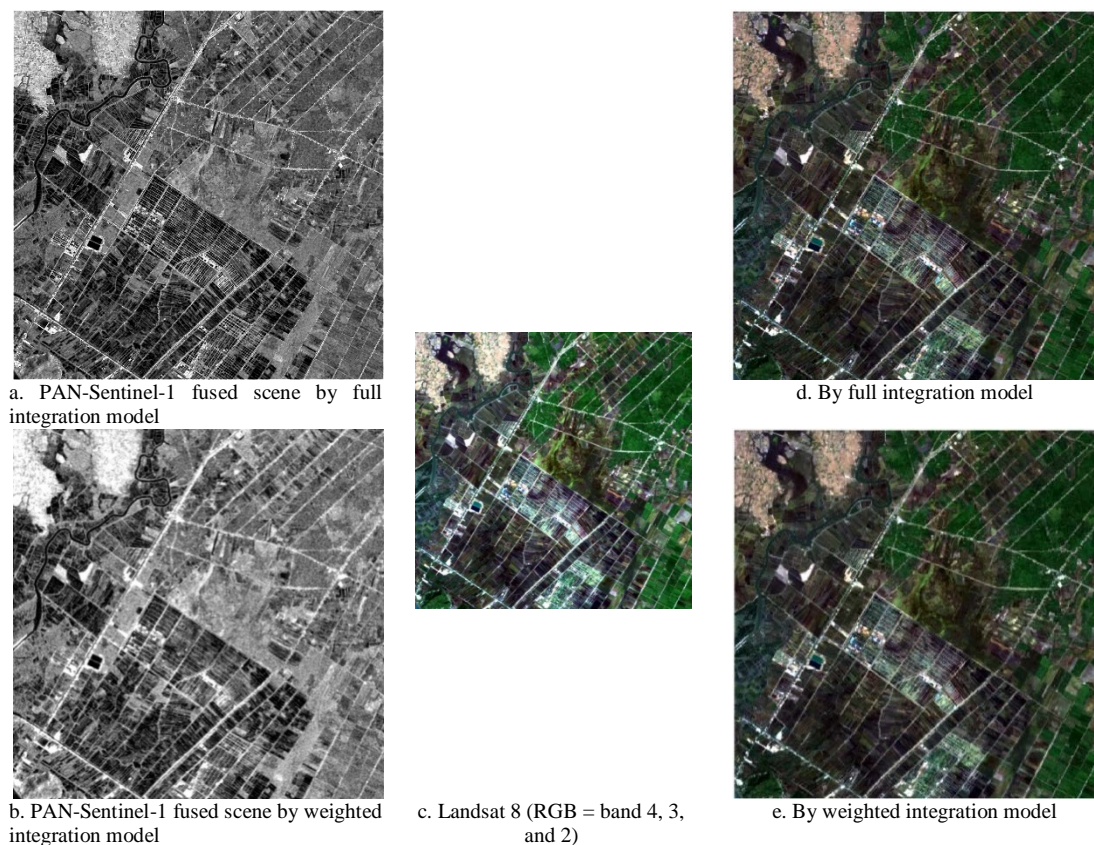 a. PAN-Sentinel-1 fused scene by full
integration model
d. By full integration model
b. PAN-Sentinel-1 fused scene by weighted
integration model
c. Landsat 8 (RGB = band 4, 3,
and 2)
e. By weighted integration model